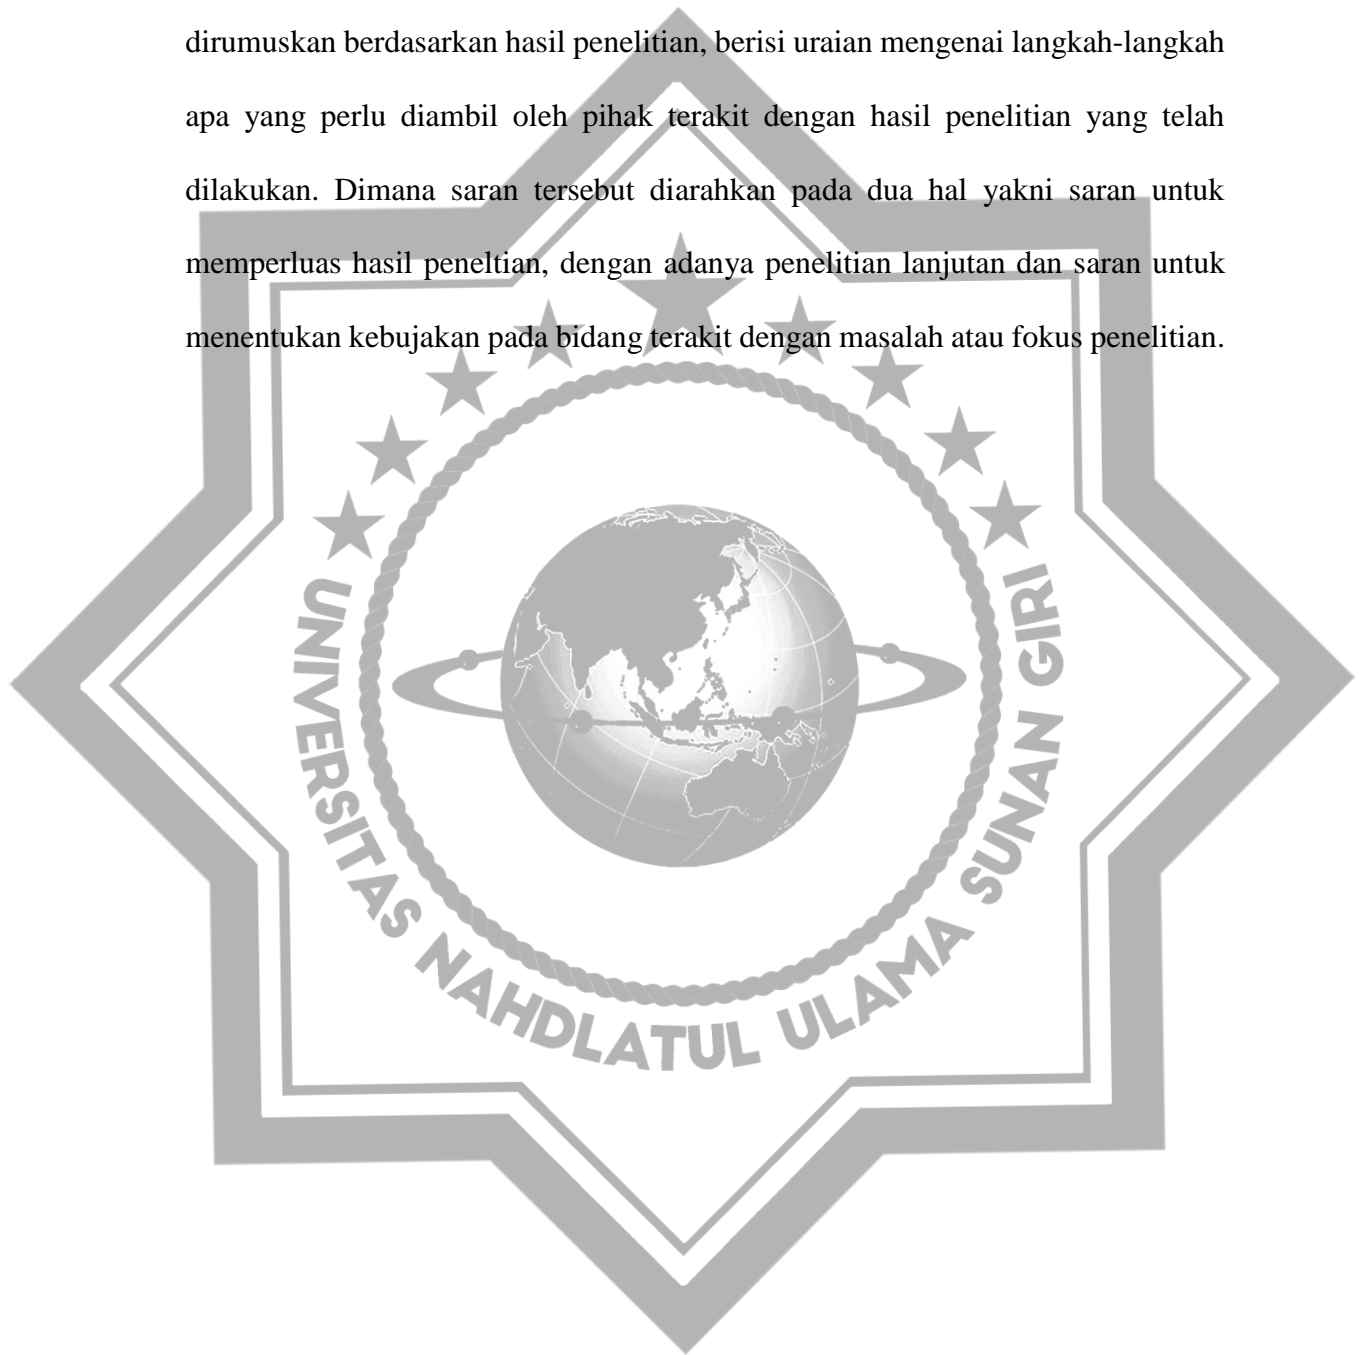 dirumuskan berdasarkan hasil penelitian, berisi uraian mengenai langkah-langkah
apa yang perlu diambil oleh pihak terakit dengan hasil penelitian yang telah
dilakukan. Dimana saran tersebut diarahkan pada dua hal yakni saran untuk
memperluas hasil peneltian, dengan adanya penelitian lanjutan dan saran untuk
menentukan kebujakan pada bidang terakit dengan masalah atau fokus penelitian.
UNIVERSITAS NAHDLATUL ULAMA SUNAN GIRI